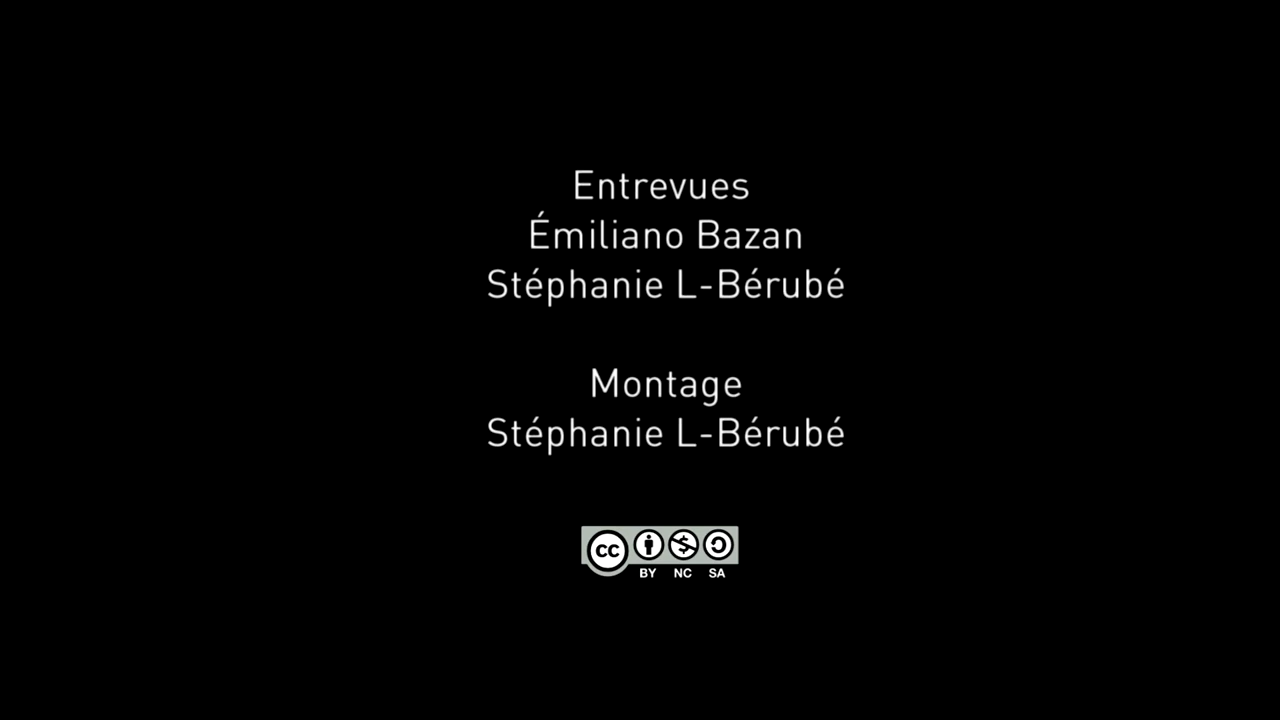 Entrevues
Émiliano Bazan
Stéphanie L-Bérubé
Montage
Stéphanie L-Bérubé
cc
BY NC SA